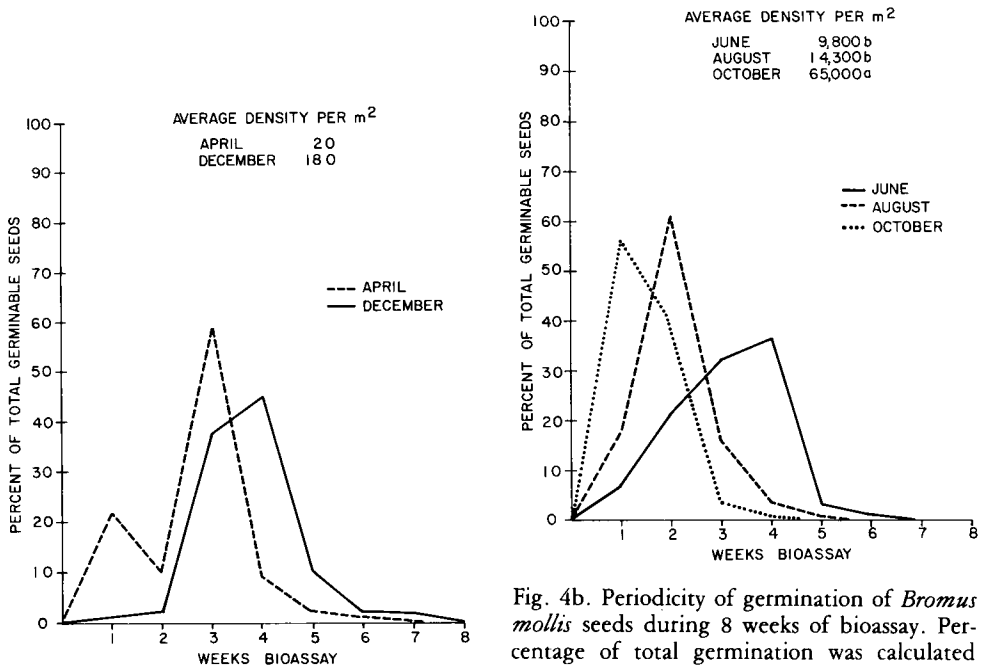 AVERAGE DENSITY PER m2
APRIL 20
DECEMBER 180
100
90
80
70
60
50
40
30
20
10
0
PERCENT OF TOTAL GERMINABLE SEEDS
APRIL
DECEMBER
1 2 3 4 5 6 7 8
WEEKS BIOASSAY
AVERAGE DENSITY PER m2
JUNE 9,800b
AUGUST 14,300b
OCTOBER 65,000a
100
90
80
70
60
50
40
30
20
10
0
PERCENT OF TOTAL GERMINABLE SEEDS
JUNE
AUGUST
OCTOBER
1 2 3 4 5 6 7 8
WEEKS BIOASSAY
Fig. 4b. Periodicity of germination of Bromus
mollis seeds during 8 weeks of bioassay. Per-
centage of total germination was calculated